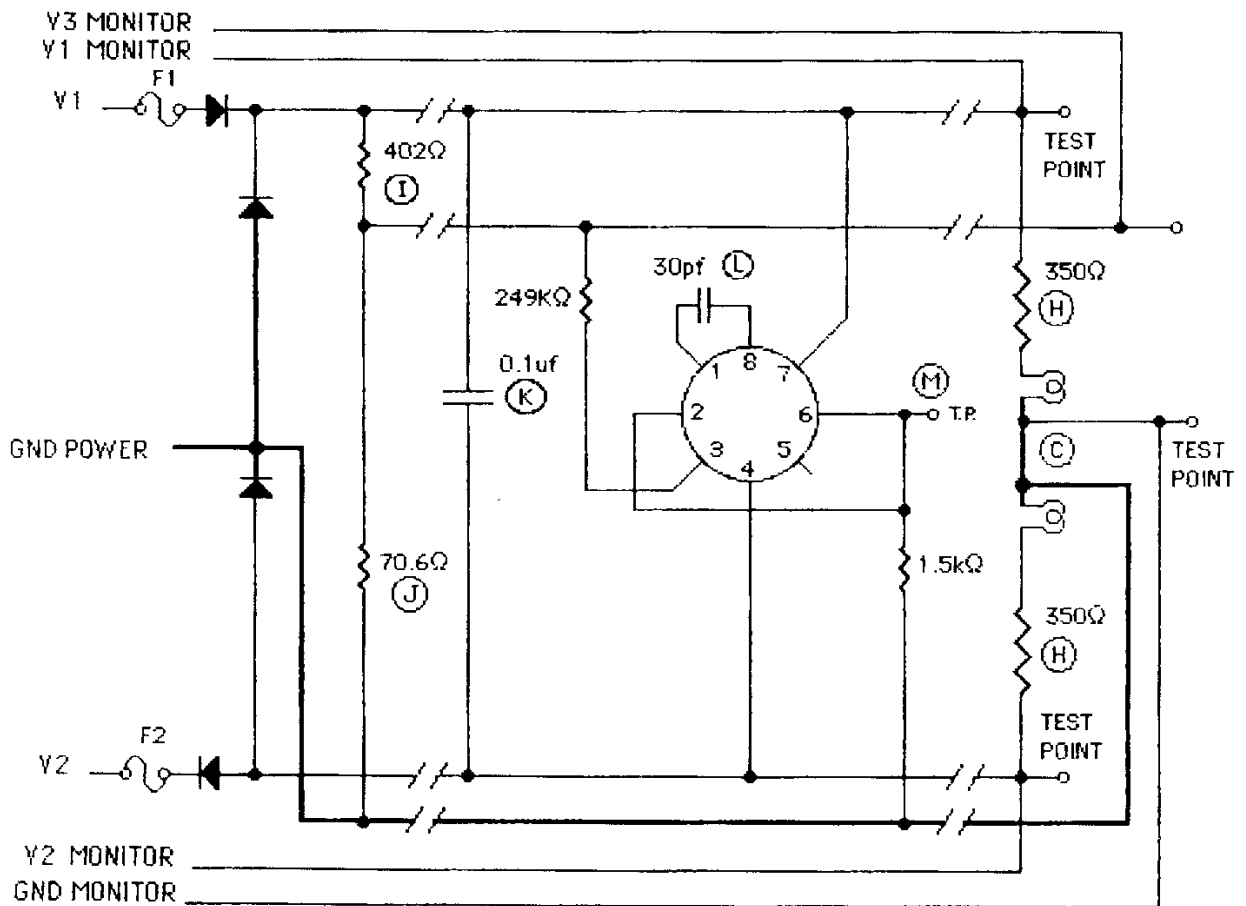 V3 MONITOR
V1 MONITOR
F1
V1
TEST
POINT
402Ω
I
30pf
L
350Ω
H
249KΩ
0.1uf
K
1
8
7
2
6
3
4
5
M
T.P.
GND POWER
C
TEST
POINT
70.6Ω
J
1.5kΩ
350Ω
H
F2
V2
TEST
POINT
V2 MONITOR
GND MONITOR